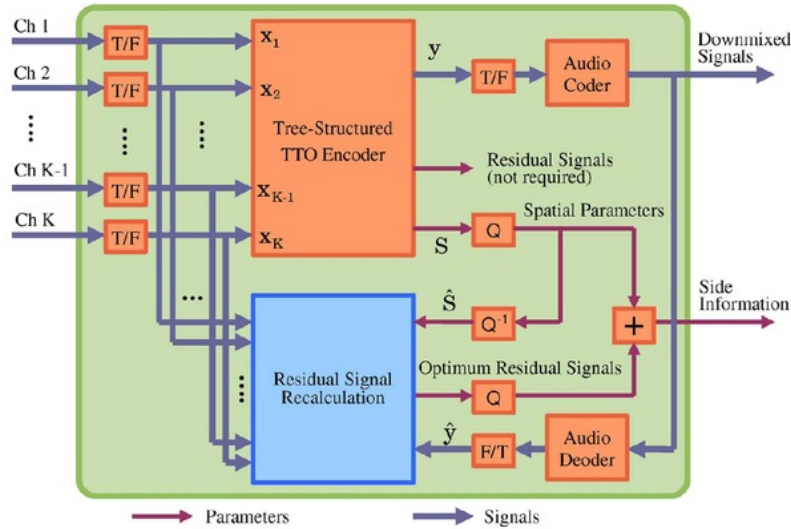 Ch 1
T/F
x1
y
T/F
Audio
Coder
Downmixed
Signals
Ch 2
T/F
x2
Tree-Structured
TTO Encoder
Residual Signals
(not required)
Ch K-1
T/F
xK-1
Spatial Parameters
Ch K
T/F
xK
S
Q
Ŝ
Q-1
+
Side
Information
Residual Signal
Recalculation
Optimum Residual Signals
Q
ŷ
F/T
Audio
Deoder
Parameters
Signals